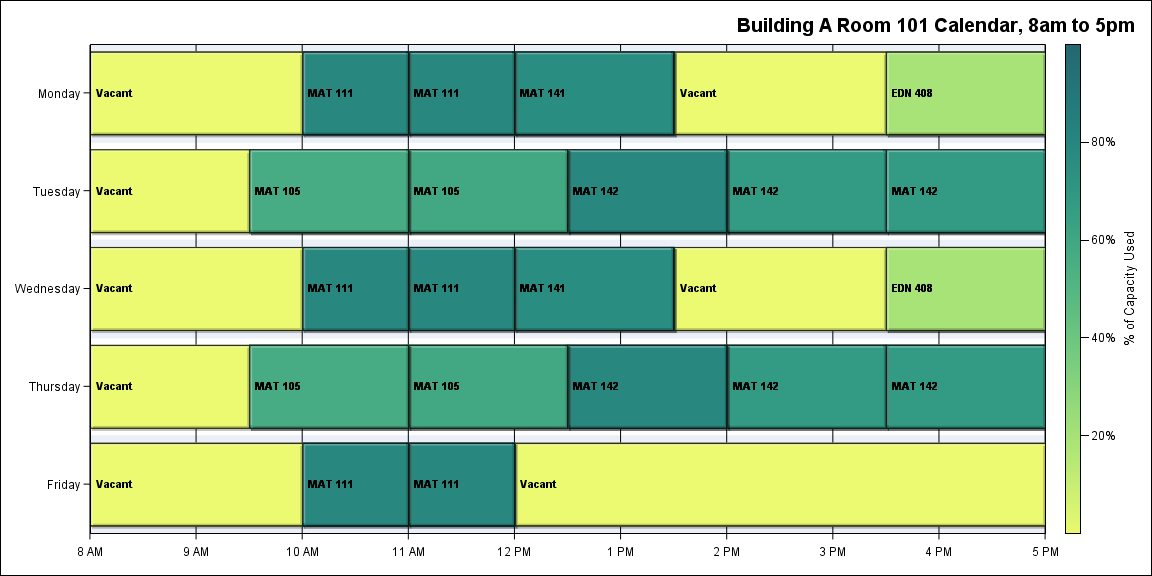 Building A Room 101 Calendar, 8am to 5pm
Monday
Vacant
MAT 111
MAT 111
MAT 141
Vacant
EDN 408
Tuesday
Vacant
MAT 105
MAT 105
MAT 142
MAT 142
MAT 142
Wednesday
Vacant
MAT 111
MAT 111
MAT 141
Vacant
EDN 408
Thursday
Vacant
MAT 105
MAT 105
MAT 142
MAT 142
MAT 142
Friday
Vacant
MAT 111
MAT 111
Vacant
8 AM
9 AM
10 AM
11 AM
12 PM
1 PM
2 PM
3 PM
4 PM
5 PM
80%
60%
40%
20%
% of Capacity Used